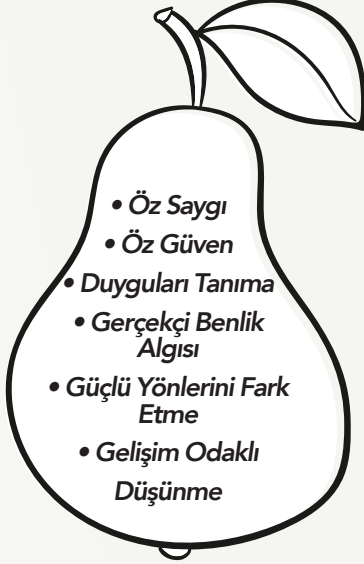 • Öz Saygı
• Öz Güven
• Duyguları Tanıma
• Gerçekçi Benlik
Algısı
• Güçlü Yönlerini Fark
Etme
• Gelişim Odaklı
Düşünme